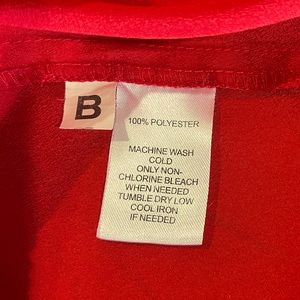 B
100% POLYESTER
MACHINE WASH
COLD
ONLY NON-
CHLORINE BLEACH
WHEN NEEDED
TUMBLE DRY LOW
COOL IRON
IF NEEDED